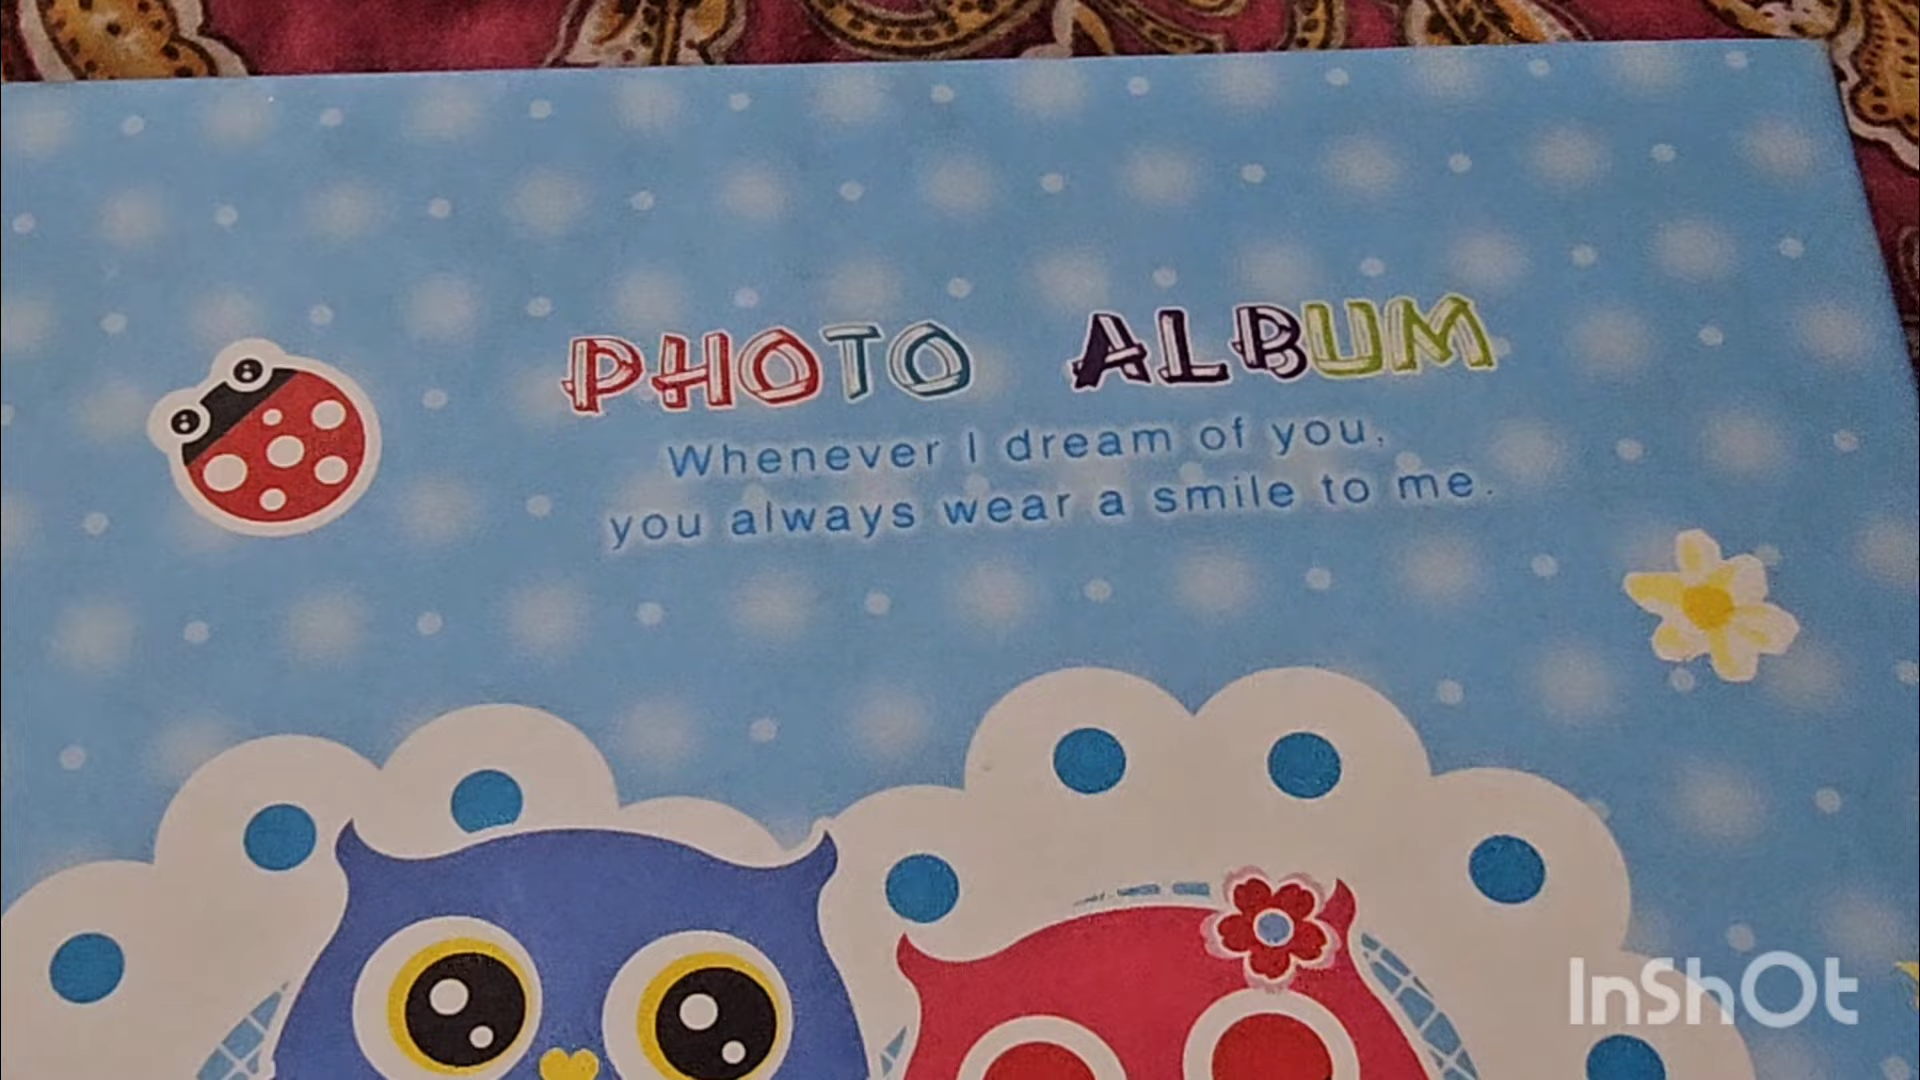 PHOTO ALBUM
Whenever I dream of you,
you always wear a smile to me.
InShOt